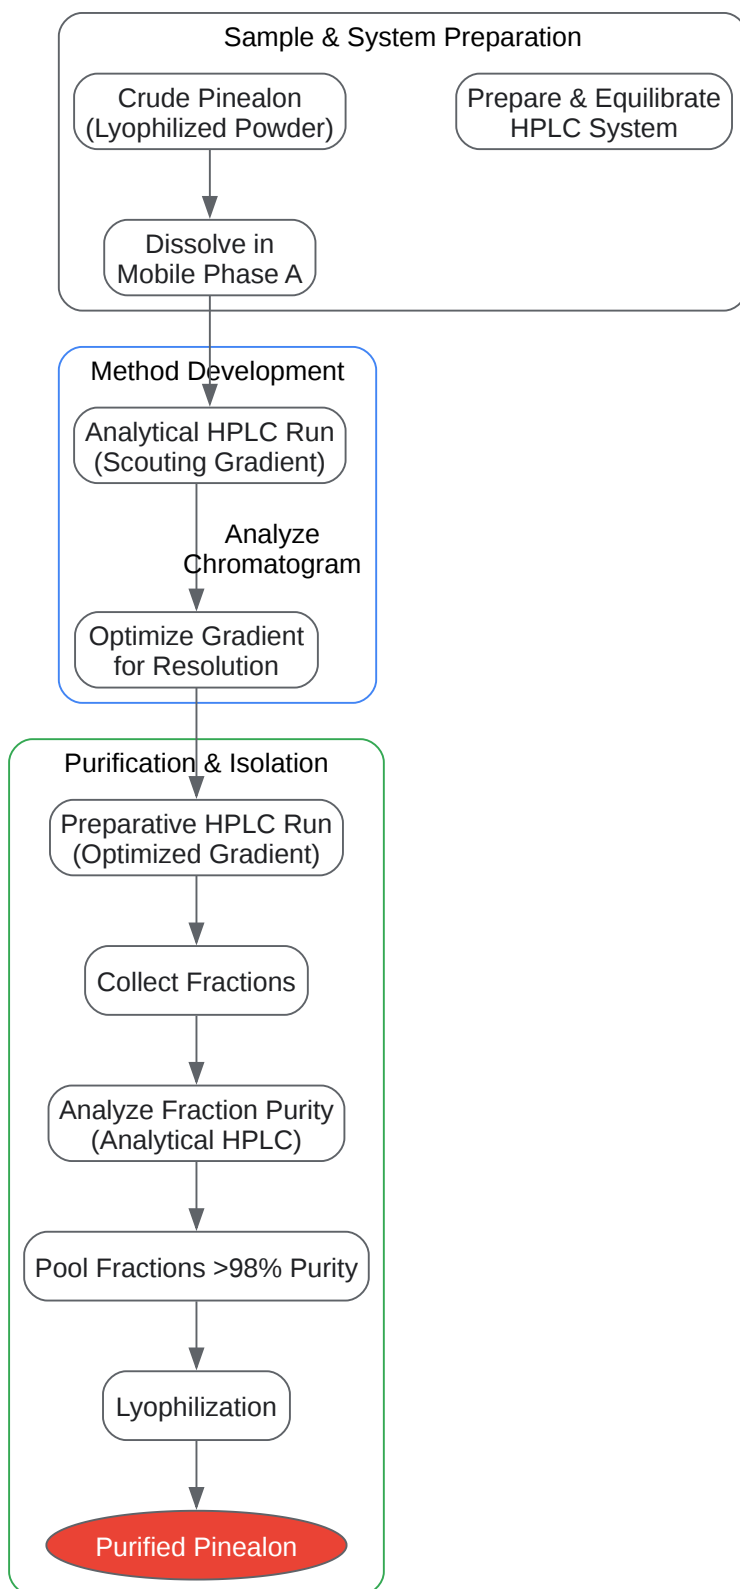 Sample & System Preparation
Crude Pinealon
(Lyophilized Powder)
Prepare & Equilibrate
HPLC System
Dissolve in
Mobile Phase A
Method Development
Analytical HPLC Run
(Scouting Gradient)
Analyze
Chromatogram
Optimize Gradient
for Resolution
Purification & Isolation
Preparative HPLC Run
(Optimized Gradient)
Collect Fractions
Analyze Fraction Purity
(Analytical HPLC)
Pool Fractions >98% Purity
Lyophilization
Purified Pinealon